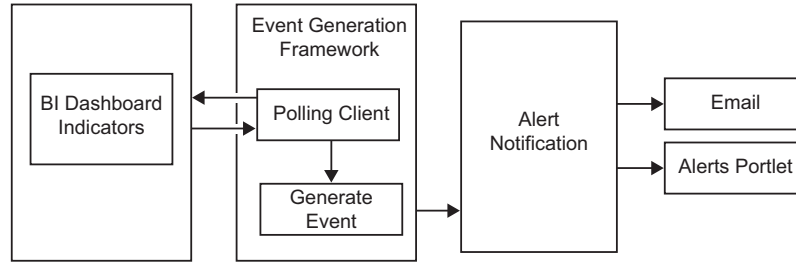 BI Dashboard
Indicators
Event Generation
Framework
Polling Client
Generate
Event
Alert
Notification
Email
Alerts Portlet